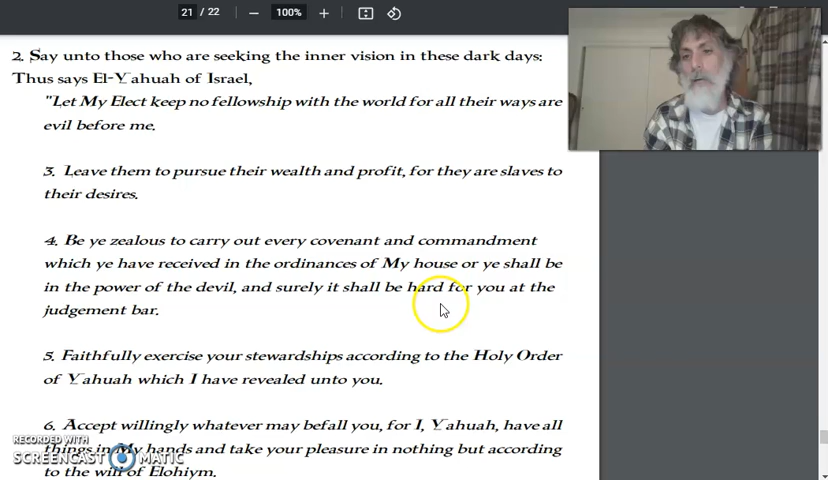 21 / 22
100%
2. Say unto those who are seeking the inner vision in these dark days:
Thus says El-Yahuah of Israel,
"Let My Elect keep no fellowship with the world for all their ways are
evil before me.
3. Leave them to pursue their wealth and profit, for they are slaves to
their desires.
4. Be ye zealous to carry out every covenant and commandment
which ye have received in the ordinances of My house or ye shall be
in the power of the devil, and surely it shall be hard for you at the
judgement bar.
5. Faithfully exercise your stewardships according to the Holy Order
of Yahuah which I have revealed unto you.
6. Accept willingly whatever may befall you, for I, Yahuah, have all
things in My hands and take your pleasure in nothing but according
to the will of Elohiym.
RECORDED WITH
SCREENCAST MATIC